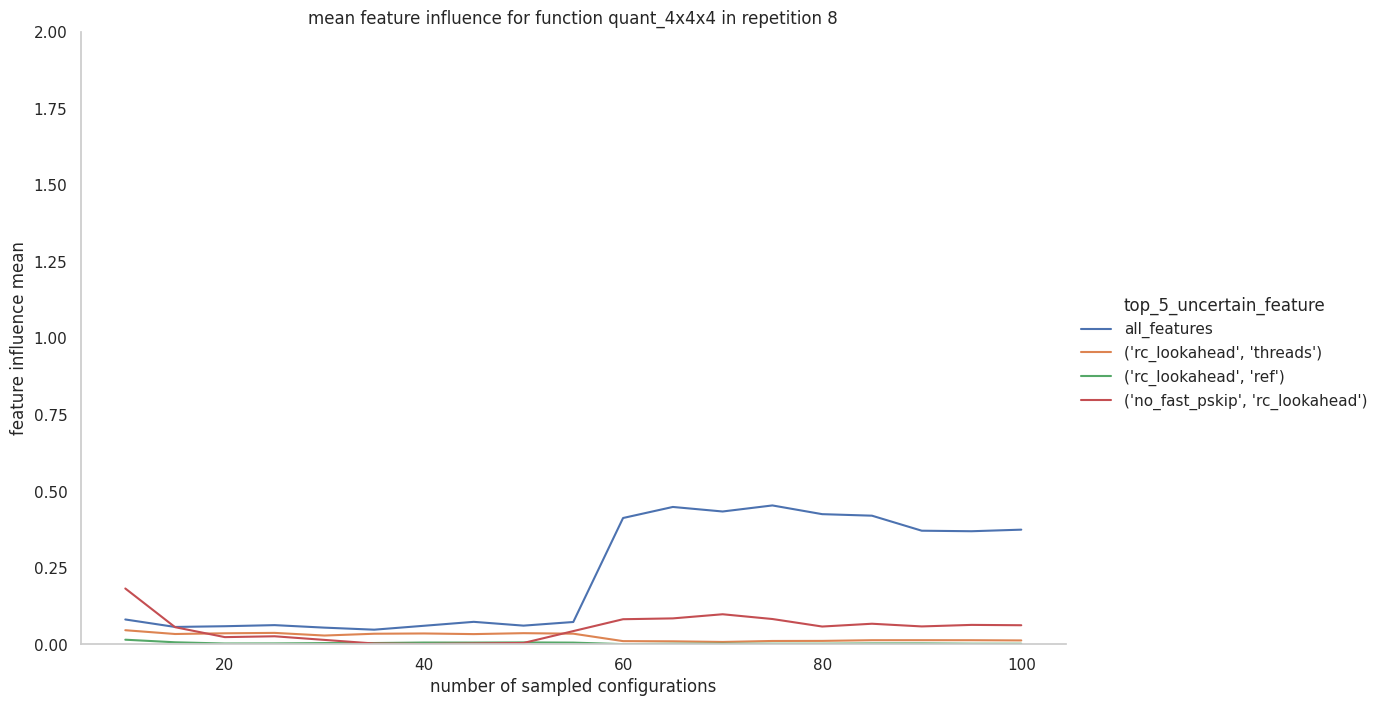 mean feature influence for function quant_4x4x4 in repetition 8
2.00
1.75
1.50
1.25
1.00
0.75
0.50
0.25
0.00
feature influence mean
20
40
60
80
100
number of sampled configurations
top_5_uncertain_feature
all_features
('rc_lookahead', 'threads')
('rc_lookahead', 'ref')
('no_fast_pskip', 'rc_lookahead')